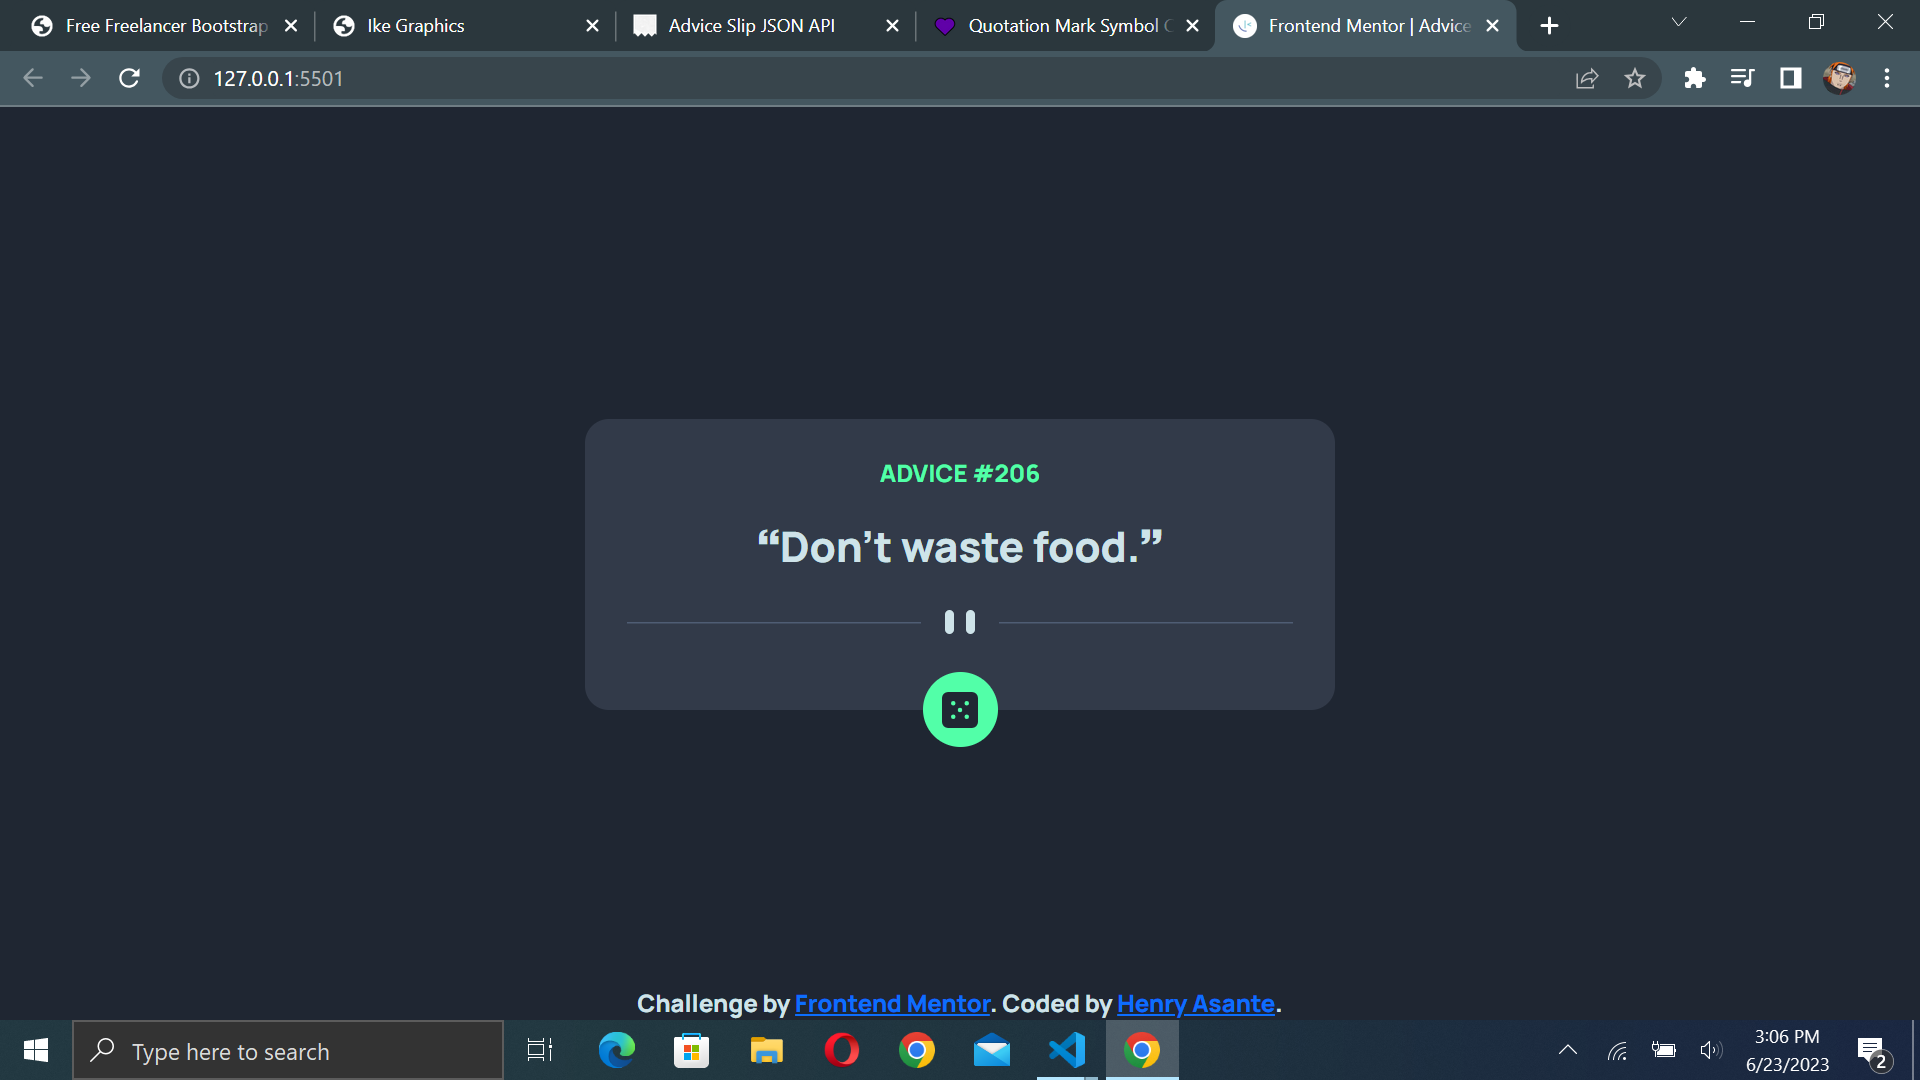 Free Freelancer Bootstrap
Ike Graphics
Advice Slip JSON API
Quotation Mark Symbol
Frontend Mentor | Advice
127.0.0.1:5501
ADVICE #206
“Don’t waste food.”
Challenge by Frontend Mentor. Coded by Henry Asante.
Type here to search
3:06 PM
6/23/2023
2